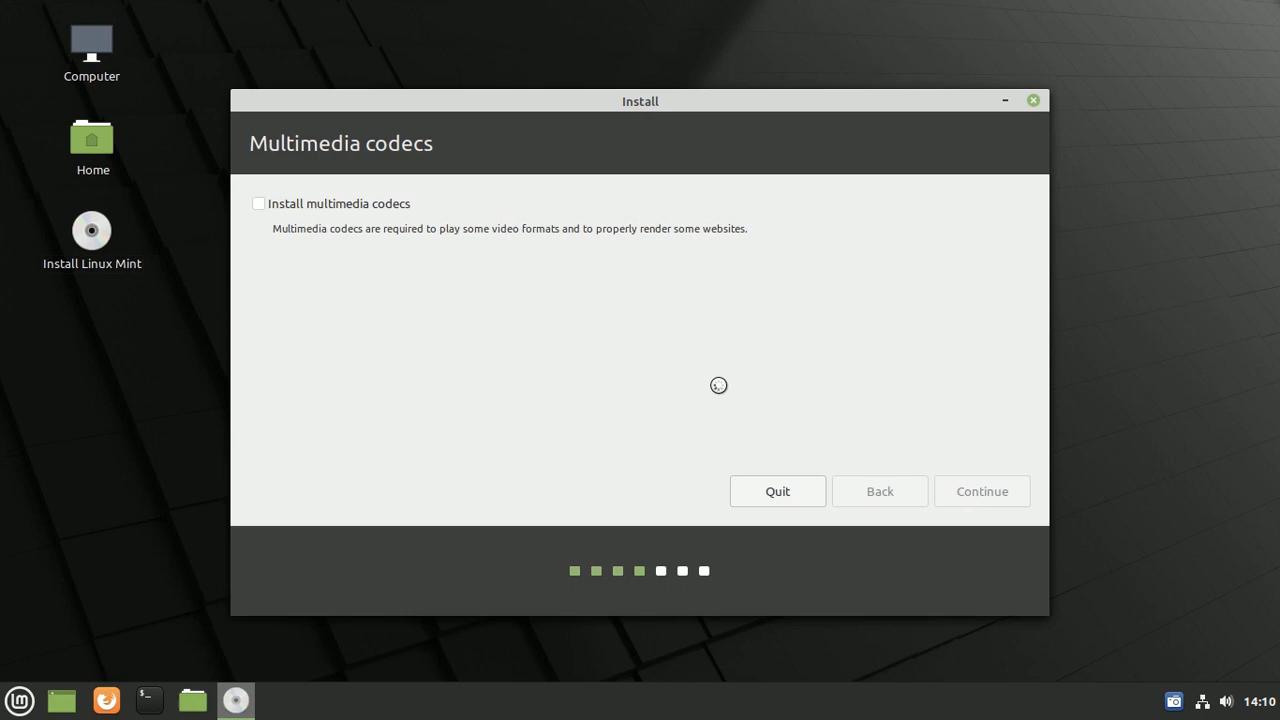 Computer
Home
Install Linux Mint
Install
Multimedia codecs
Install multimedia codecs
Multimedia codecs are required to play some video formats and to properly render some websites.
Quit
Back
Continue
lm
$_
14:10